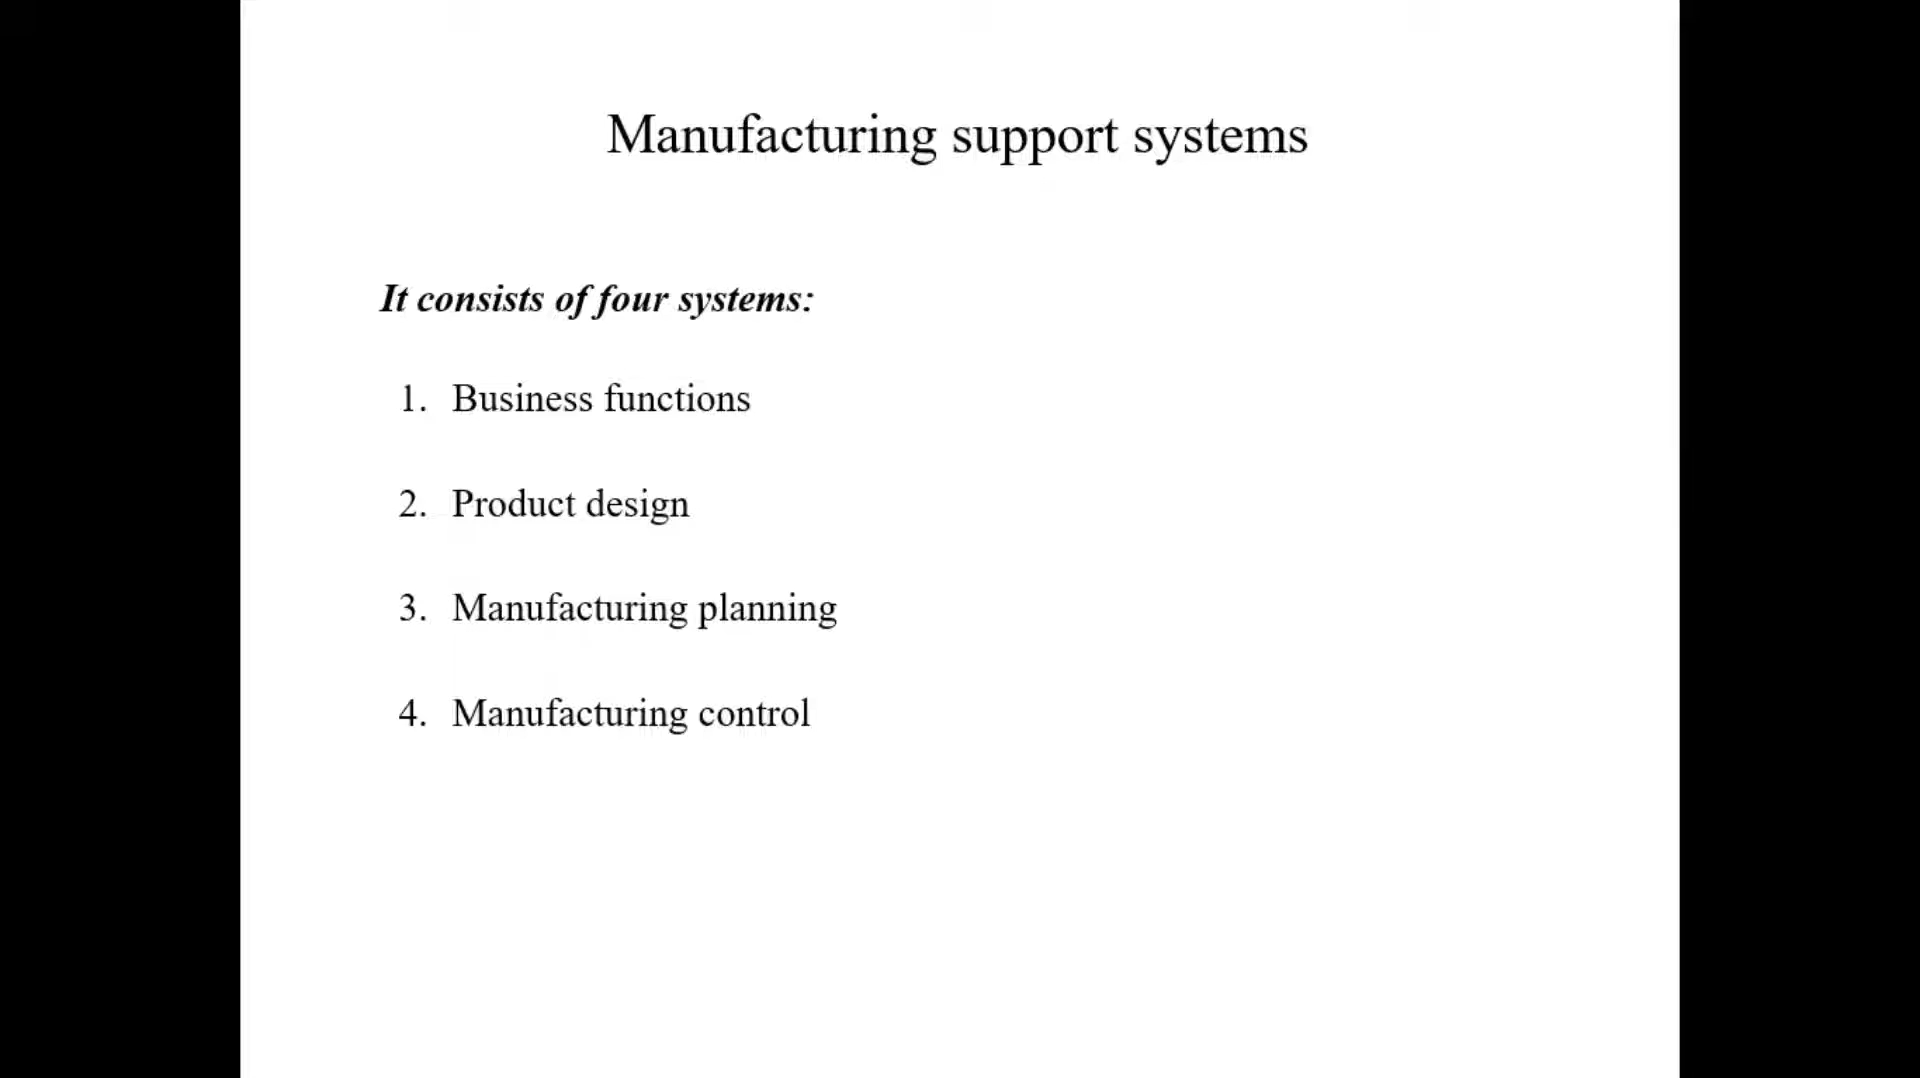 Manufacturing support systems
It consists of four systems:
1. Business functions
2. Product design
3. Manufacturing planning
4. Manufacturing control